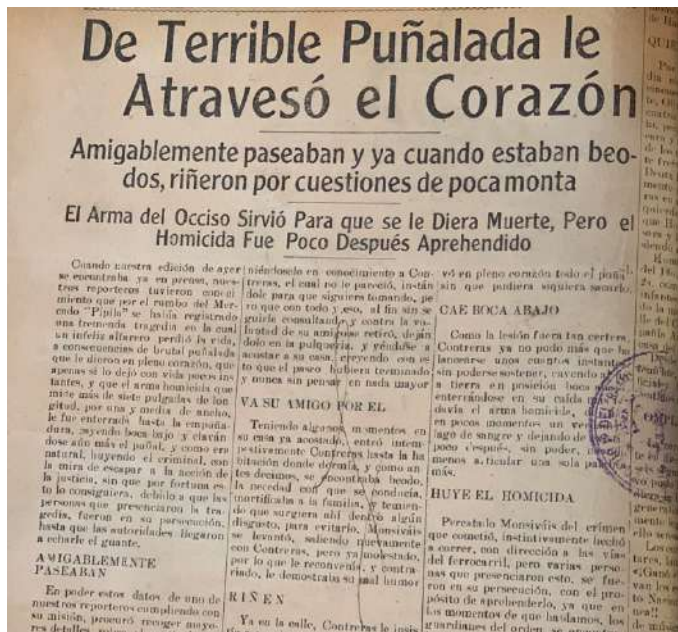 De Terrible Puñalada le
Atravesó el Corazón
Amigablemente paseaban y ya cuando estaban beo-
dos, riñeron por cuestiones de poca monta
El Arma del Occiso Sirvió Para que se le Diera Muerte, Pero el
Homicida Fue Poco Después Aprehendido
Cuando nuestra edición de ayer
se encontraba ya en prensa, nues-
tros reporteros tuvieron conoci
miento que por el rumbo del Mer-
cado "Pípila" se había registrado
una tremenda tragedia en la cual
un infeliz alfarero perdió la vida,
a consecuencias de brutal puñalada
que le dieron en pleno corazón, que
apenas si lo dejó con vida pocos ins
tantes, y que el arma homicida que
mide más de siete pulgadas de lon
gitud, por una y media de ancho,
le fue enterrada hasta la empuña-
dura, cayendo boca bajo y claván
dose aún más el puñal, y como era
natural, huyendo el criminal, con
la mira de escapar a la acción de
la justicia, sin que por fortuna es
to lo consiguiera, debido a que las
personas que presenciaron la tra-
gedia, fueron en su persecución,
hasta que las autoridades llegaron
a echarle el guante.
AMIGABLEMENTE
PASEABAN
En poder estos datos de uno de
nuestros reporteros cumpliendo con
su misión, procuró recoger mayo-
res detalles
niéndoselo en conocimiento a Con-
treras, el cual no le pareció, instán
dole para que siguiera tomando, pe
ro que con todo y eso, al fin sin se
guirle consultando y contra la vo-
luntad de su amigo se retiró, deján
dolo en la pulquería, y yéndose a
acostar a su casa, creyendo con es
to que el paseo hubiera terminado
y nunca sin pensar en nada mayor
VA SU AMIGO POR EL
Teniendo algunos momentos en
su casa ya acostado, entró intem-
pestivamente Contreras hasta la ha
bitación donde dormía, y como an
tes decimos, se encontraba beodo,
la necedad con que se conducía,
mortificaba a la familia, y temien-
do que surgiera ahí dentro algún
disgusto, para evitarlo, Monsiváis
se levantó, saliendo nuevamente
con Contreras, pero ya molestado,
por lo que le reconvenía, y contra-
riado, le demostraba su mal humor
RIÑEN
Ya en la calle, Contreras le insis
vó en pleno corazón todo el puñal,
sin que pudiera siquiera sacarlo.
CAE BOCA ABAJO
Como la lesión fuera tan certera,
Contreras ya no pudo más que ba
lancearse unos cuantos instantes
sin poderse sostener, cayendo a
a tierra en posición boca
enterrándose en su caída
davía el arma homicida,
en pocos momentos un
lago de sangre y dejando de
poco después, sin poder,
menos articular una sola palabra
más.
HUYE EL HOMICIDA
Percatado Monsiváis del crimen
que cometió, instintivamente hechó
a correr, con dirección a las vías
del ferrocarril, pero varias perso-
nas que presenciaron esto, se fue-
ron en su persecución, con el pro-
pósito de aprehenderlo, ya que en
los momentos de que hablamos, los
guardianes del orden